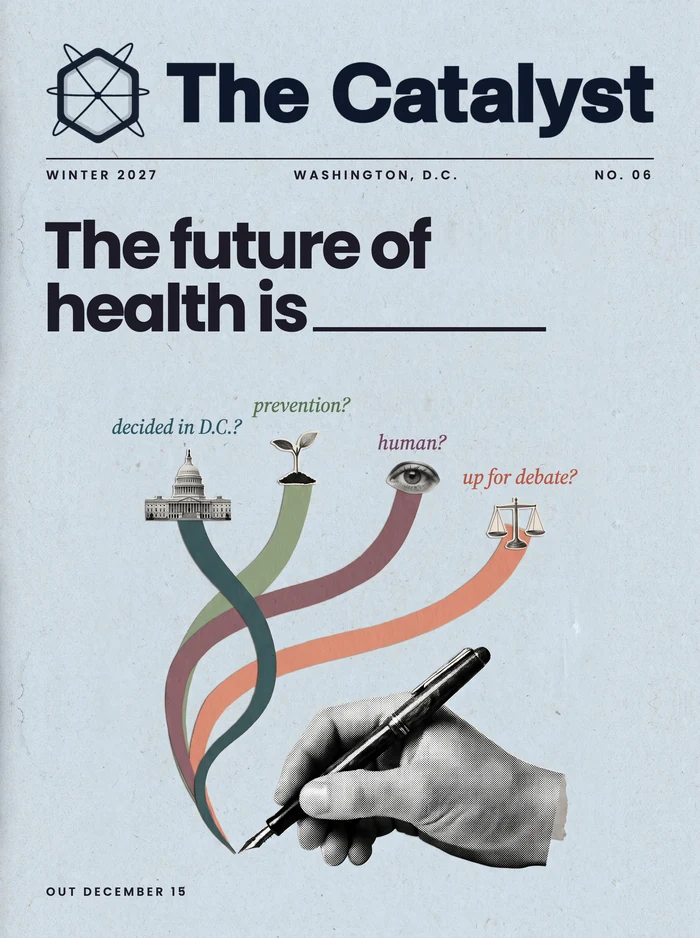 The Catalyst
WINTER 2027
WASHINGTON, D.C.
NO. 06
The future of
health is
decided in D.C.?
prevention?
human?
up for debate?
OUT DECEMBER 15